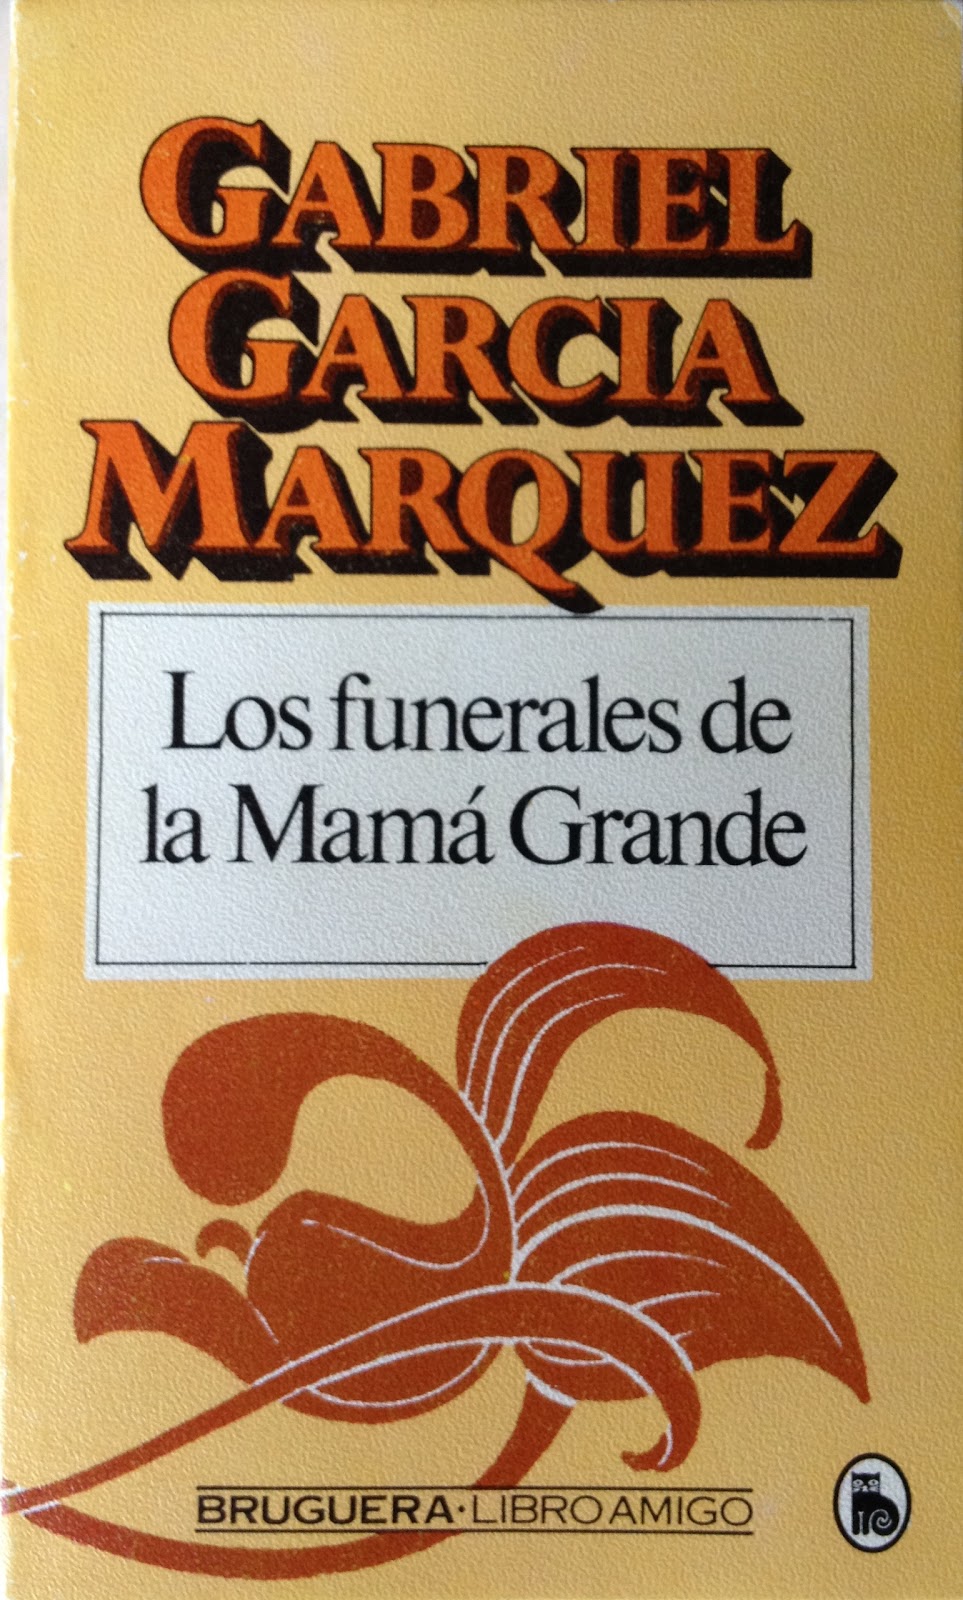 GABRIEL
GARCIA
MARQUEZ
Los funerales de
la Mamá Grande
BRUGUERA·LIBRO AMIGO